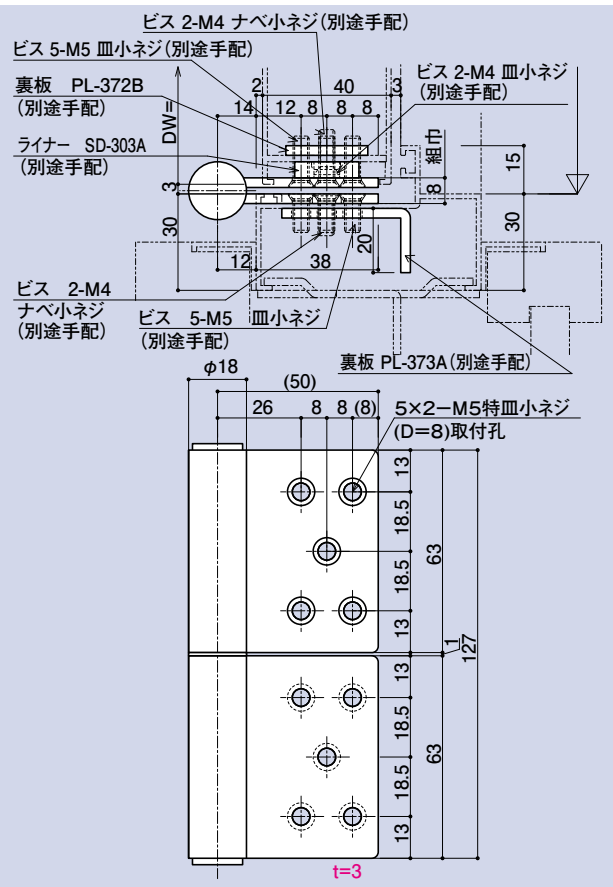 ビス 2-M4 ナベ小ネジ(別途手配)
ビス 5-M5 皿小ネジ(別途手配)
裏板 PL-372B
(別途手配)
ライナー SD-303A
(別途手配)
ビス 2-M4 皿小ネジ
(別途手配)
2 40 3
14 12 8 8 8
DW=
組巾
15
3
8
30
30
20
12 38
ビス 2-M4
ナベ小ネジ
(別途手配)
ビス 5-M5 皿小ネジ
(別途手配)
裏板 PL-373A(別途手配)
φ18
(50)
26 8 8 (8)
5×2-M5特皿小ネジ
(D=8)取付孔
13
18.5
18.5
13
63
1
127
13
18.5
18.5
13
63
t=3